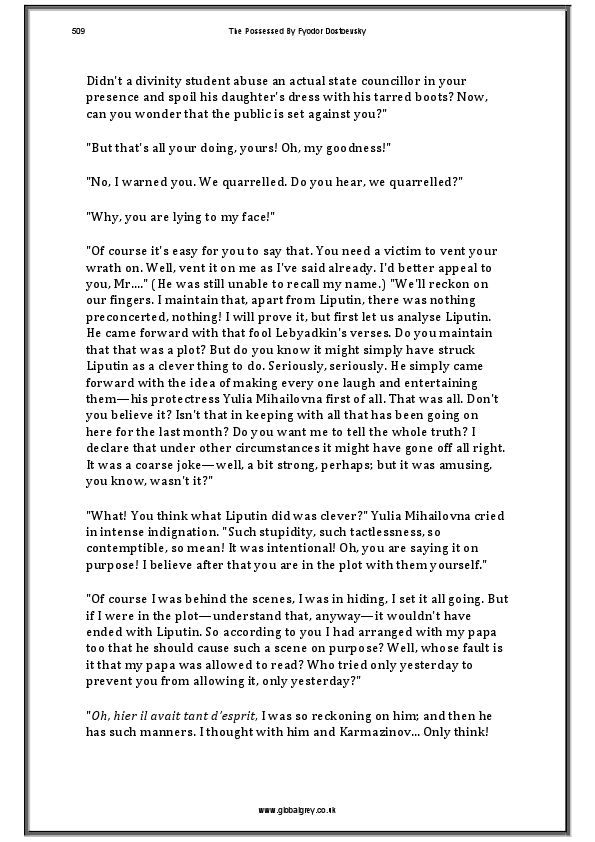 509
The Possessed By Fyodor Dostoevsky
Didn't a divinity student abuse an actual state councillor in your
presence and spoil his daughter's dress with his tarred boots? Now,
can you wonder that the public is set against you?"
"But that's all your doing, yours! Oh, my goodness!"
"No, I warned you. We quarrelled. Do you hear, we quarrelled?"
"Why, you are lying to my face!"
"Of course it's easy for you to say that. You need a victim to vent your
wrath on. Well, vent it on me as I've said already. I'd better appeal to
you, Mr...." (He was still unable to recall my name.) "We'll reckon on
our fingers. I maintain that, apart from Liputin, there was nothing
preconcerted, nothing! I will prove it, but first let us analyse Liputin.
He came forward with that fool Lebyadkin's verses. Do you maintain
that that was a plot? But do you know it might simply have struck
Liputin as a clever thing to do. Seriously, seriously. He simply came
forward with the idea of making every one laugh and entertaining
them—his protectress Yulia Mihailovna first of all. That was all. Don't
you believe it? Isn't that in keeping with all that has been going on
here for the last month? Do you want me to tell the whole truth? I
declare that under other circumstances it might have gone off all right.
It was a coarse joke—well, a bit strong, perhaps; but it was amusing,
you know, wasn't it?"
"What! You think what Liputin did was clever?" Yulia Mihailovna cried
in intense indignation. "Such stupidity, such tactlessness, so
contemptible, so mean! It was intentional! Oh, you are saying it on
purpose! I believe after that you are in the plot with them yourself."
"Of course I was behind the scenes, I was in hiding, I set it all going. But
if I were in the plot—understand that, anyway—it wouldn't have
ended with Liputin. So according to you I had arranged with my papa
too that he should cause such a scene on purpose? Well, whose fault is
it that my papa was allowed to read? Who tried only yesterday to
prevent you from allowing it, only yesterday?"
"Oh, hier il avait tant d'esprit, I was so reckoning on him; and then he
has such manners. I thought with him and Karmazinov... Only think!
www.globalgrey.co.uk